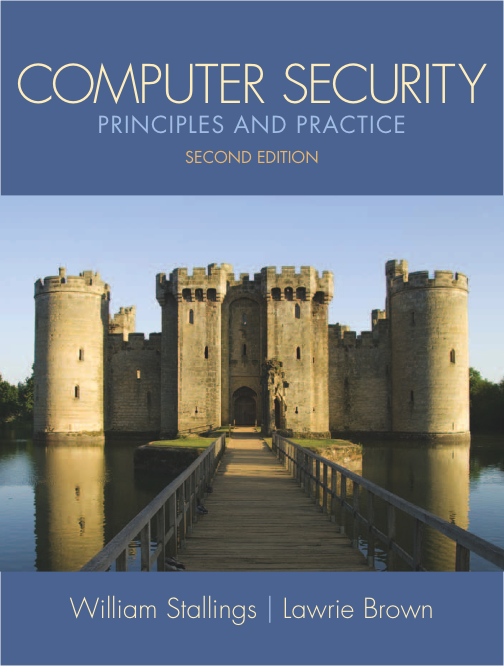 COMPUTER SECURITY
PRINCIPLES AND PRACTICE
SECOND EDITION
William Stallings | Lawrie Brown